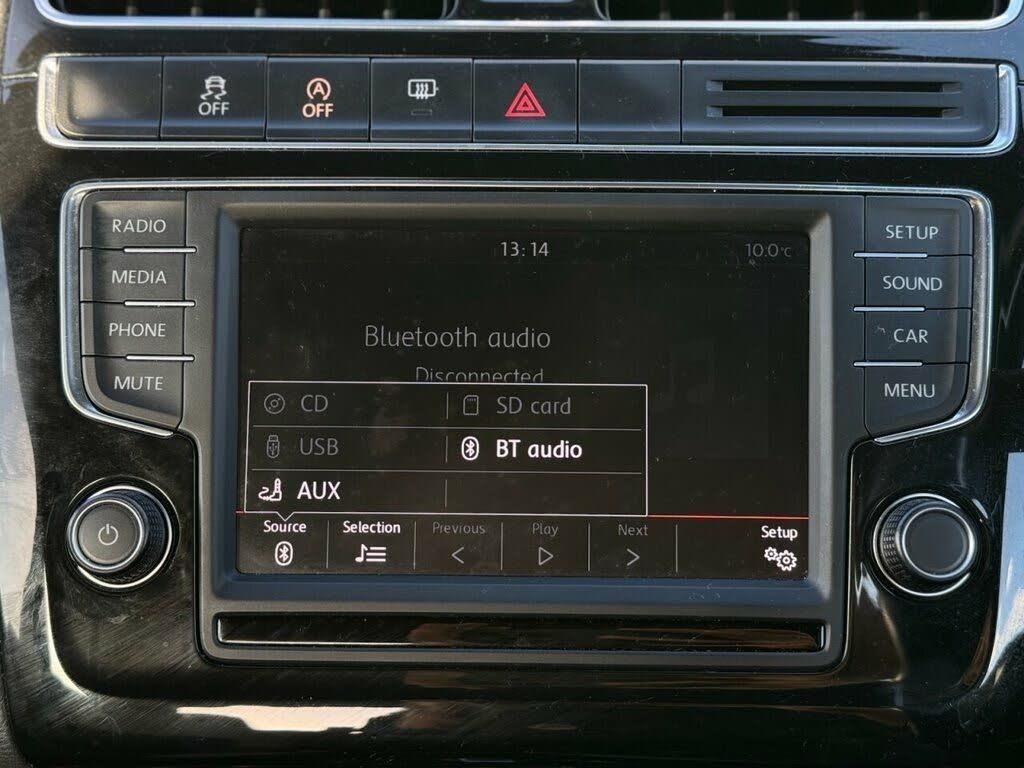 OFF
A
OFF
RADIO
MEDIA
PHONE
MUTE
13:14 10.0°C
Bluetooth audio
Disconnected
CD SD card
USB BT audio
AUX
Source Selection Previous Play Next Setup
SETUP
SOUND
CAR
MENU